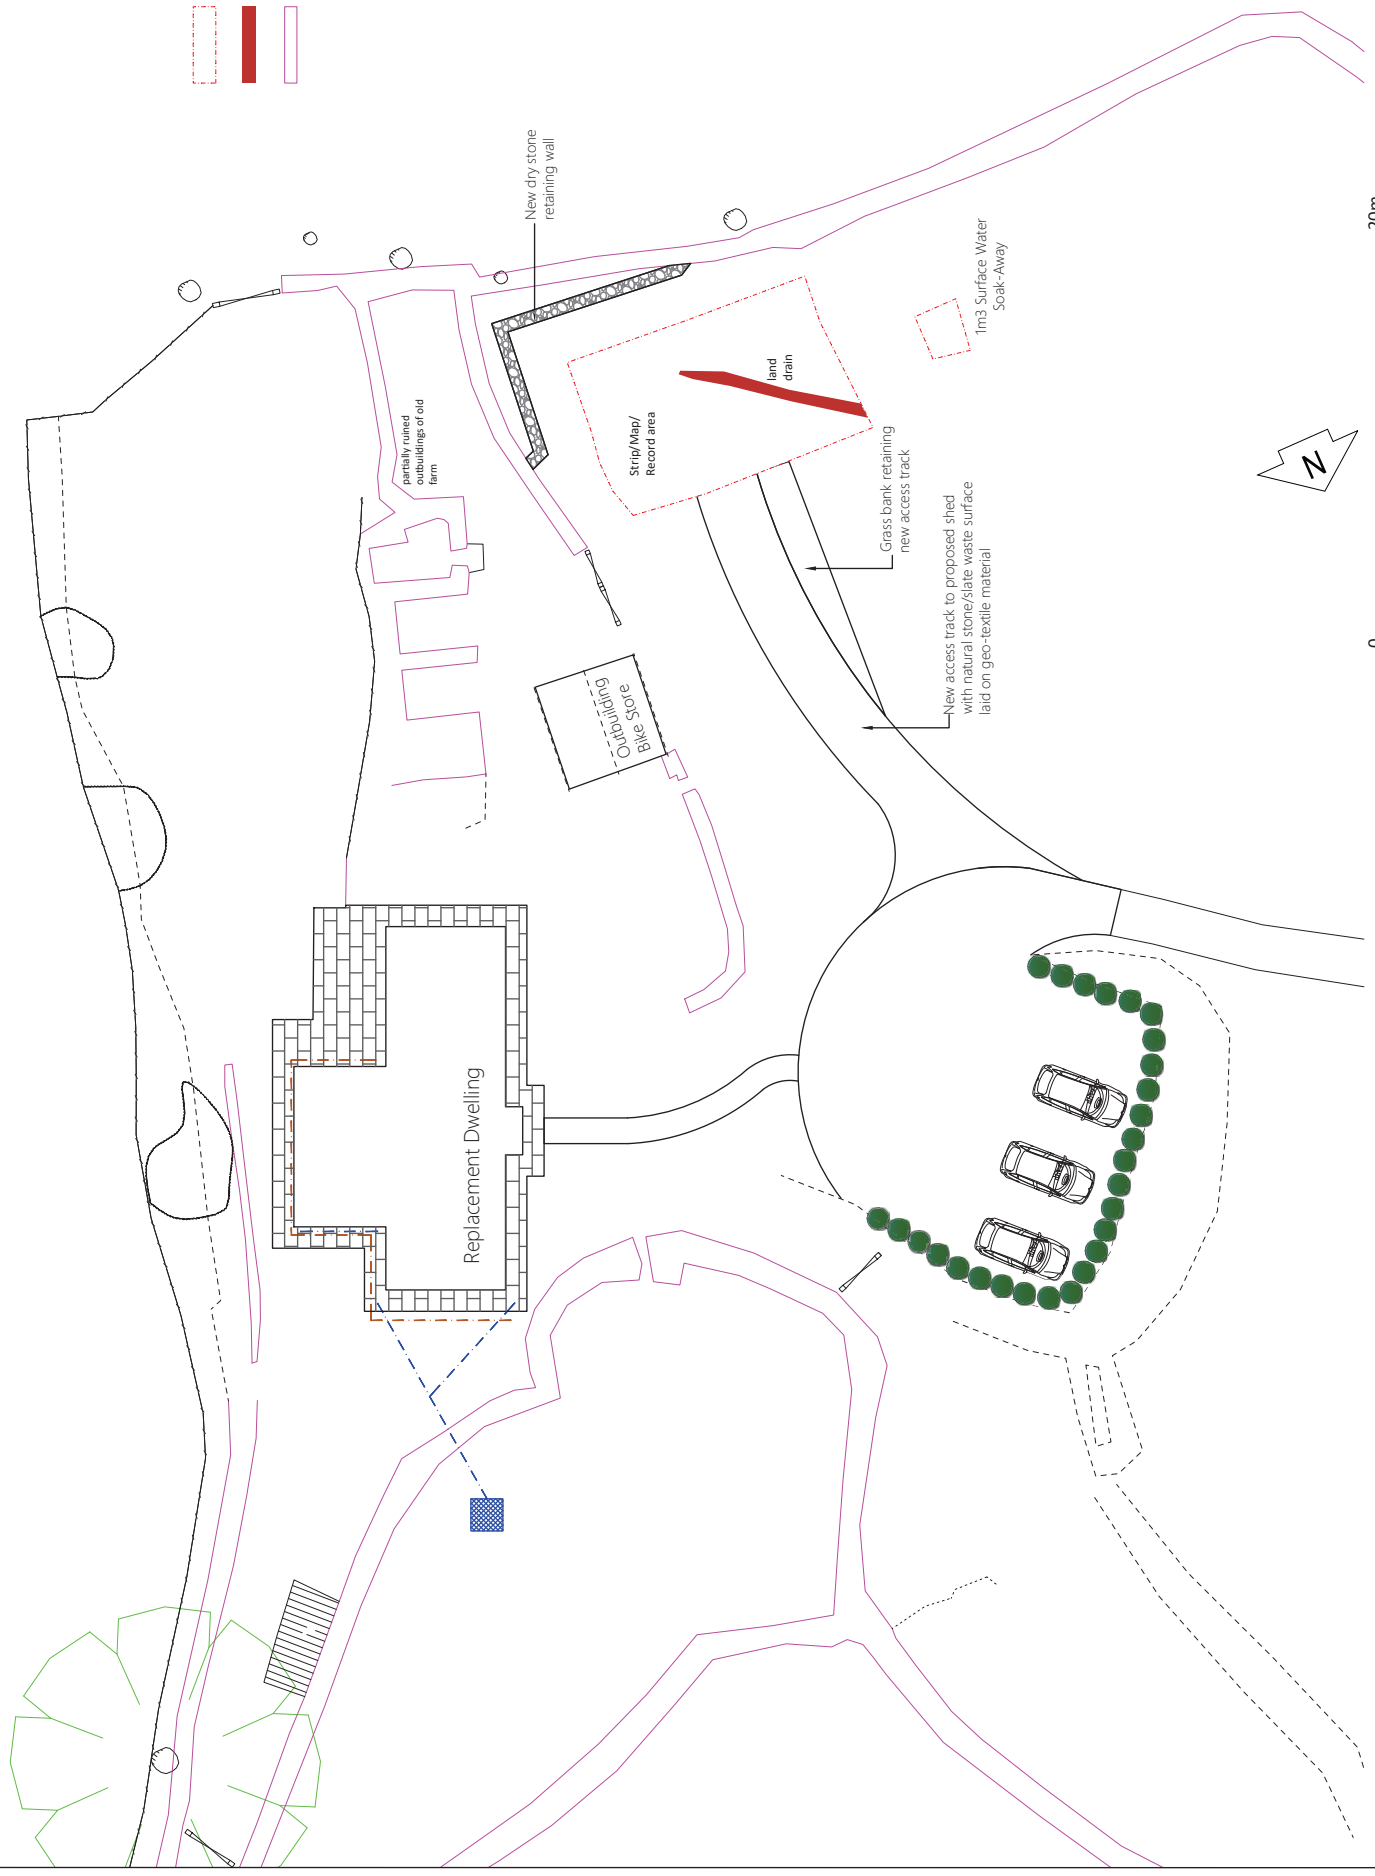 New dry stone
retaining wall
partially ruined
outbuildings of old
farm
Strip/Map/
Record area
land
drain
1m3 Surface Water
Soak-Away
Grass bank retaining
new access track
New access track to proposed shed
with natural stone/slate waste surface
laid on geo-textile material
Outbuilding
Bike Store
Replacement Dwelling
N
0
20m